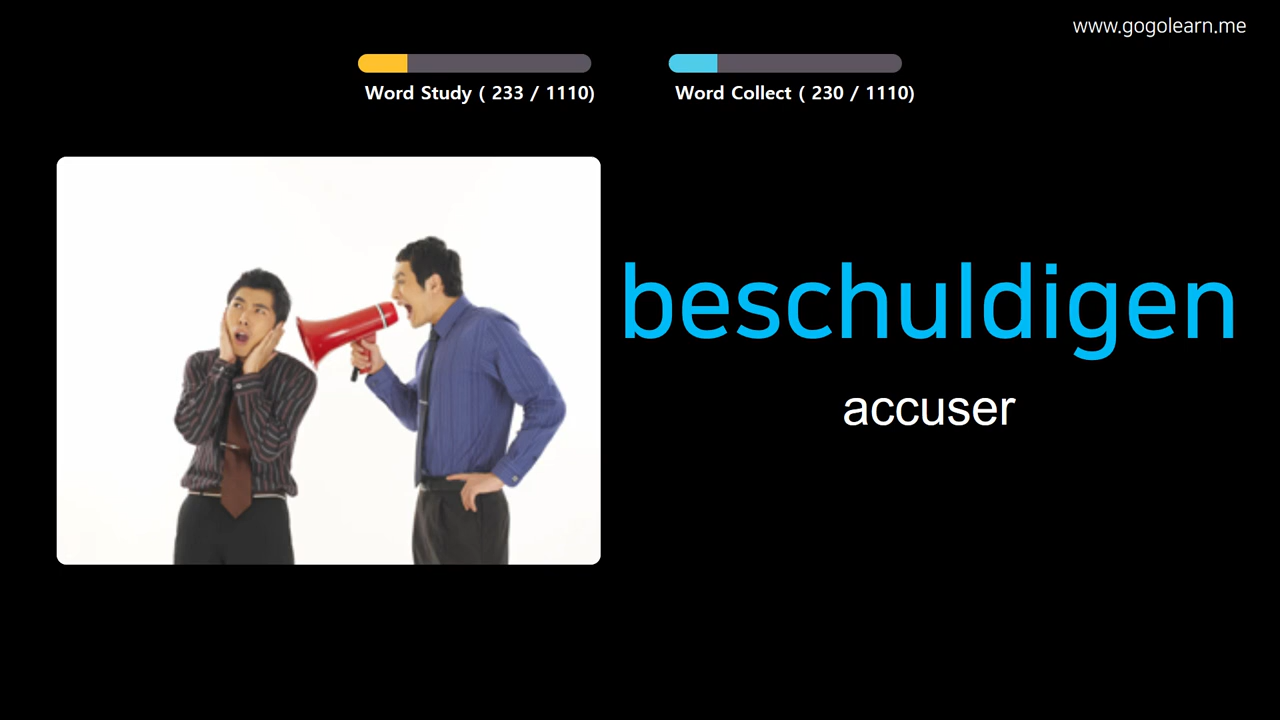 www.gogolearn.me
Word Study ( 233 / 1110)
Word Collect ( 230 / 1110)
beschuldigen
accuser